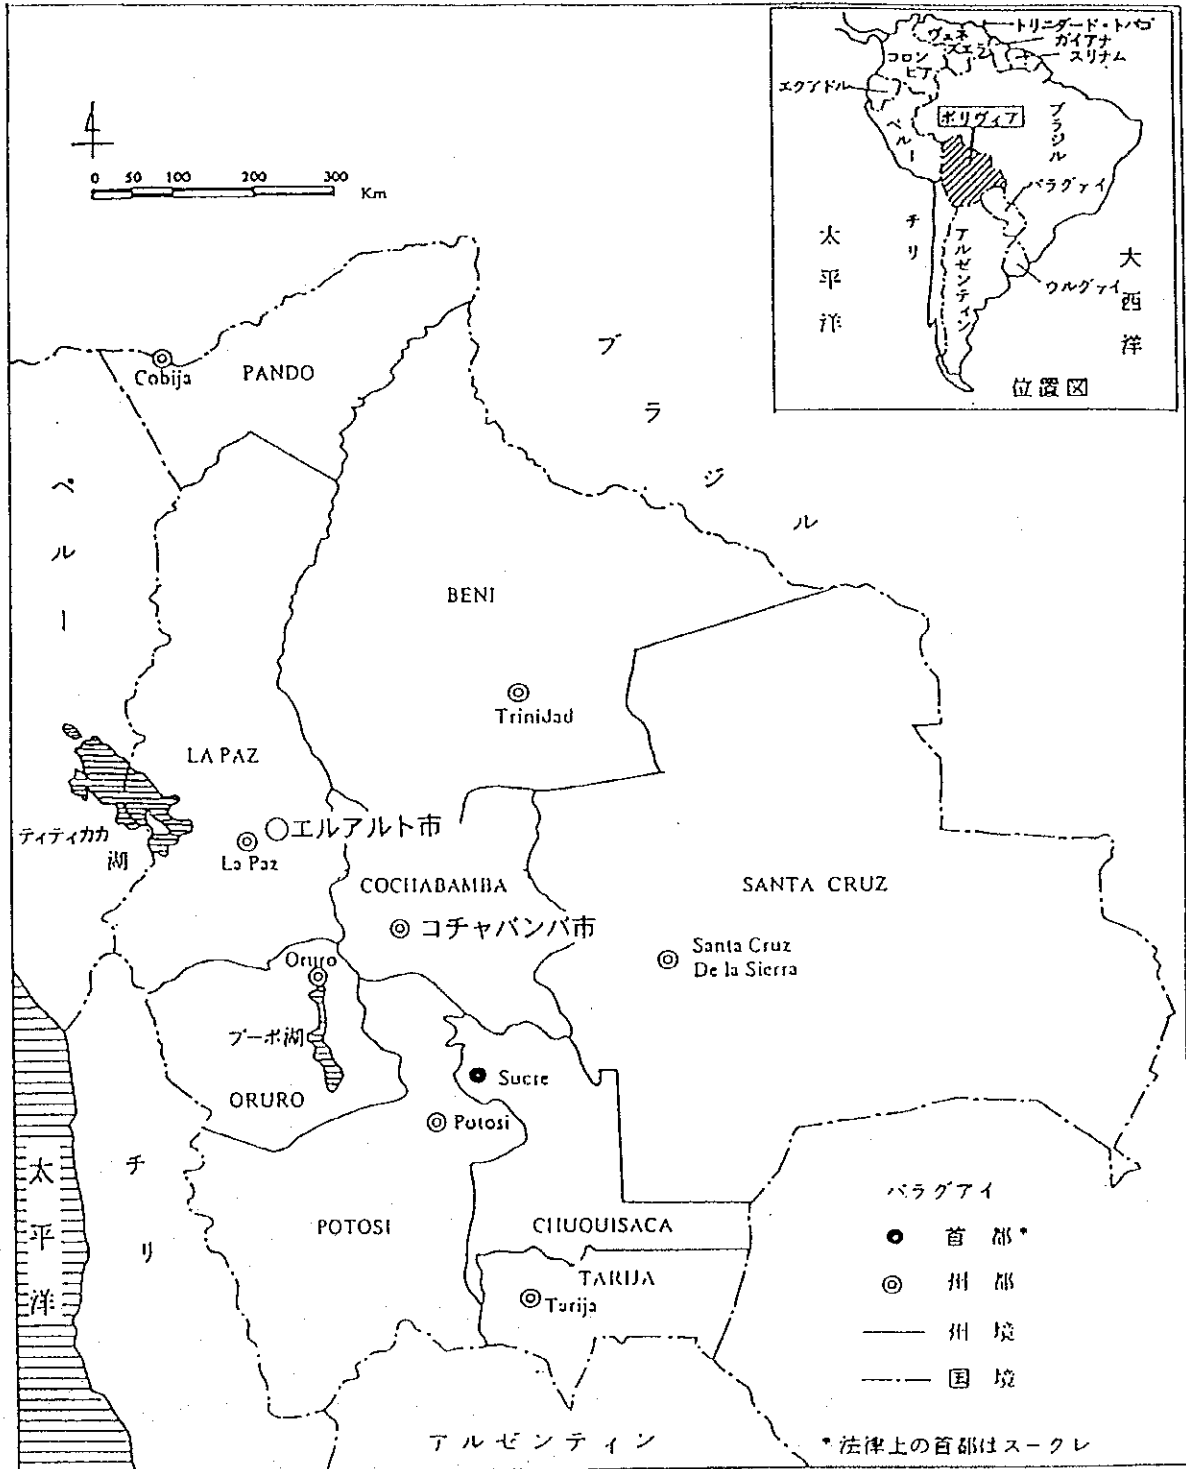 トリニダード・トバゴ
ヴェネズエラ
ガイアナ
スリナム
コロンビア
エクアドル
ペルー
ボリヴィア
ブラジル
パラグァイ
チリ
アルゼンティン
ウルグァイ
太平洋
大西洋
位置図
4
0 50 100 200 300
Km
Cobija
PANDO
ブラジル
ペルー
BENI
Trinidad
LA PAZ
ティティカカ湖
La Paz
エルアルト市
COCHABAMBA
コチャバンバ市
SANTA CRUZ
Santa Cruz
De la Sierra
Oruro
プーポ湖
ORURO
Sucre
Potosi
太平洋
チリ
POTOSI
CHUQUISACA
TARIJA
Tarija
パラグアイ
首都*
州都
州境
国境
アルゼンティン
*法律上の首都はスークレ